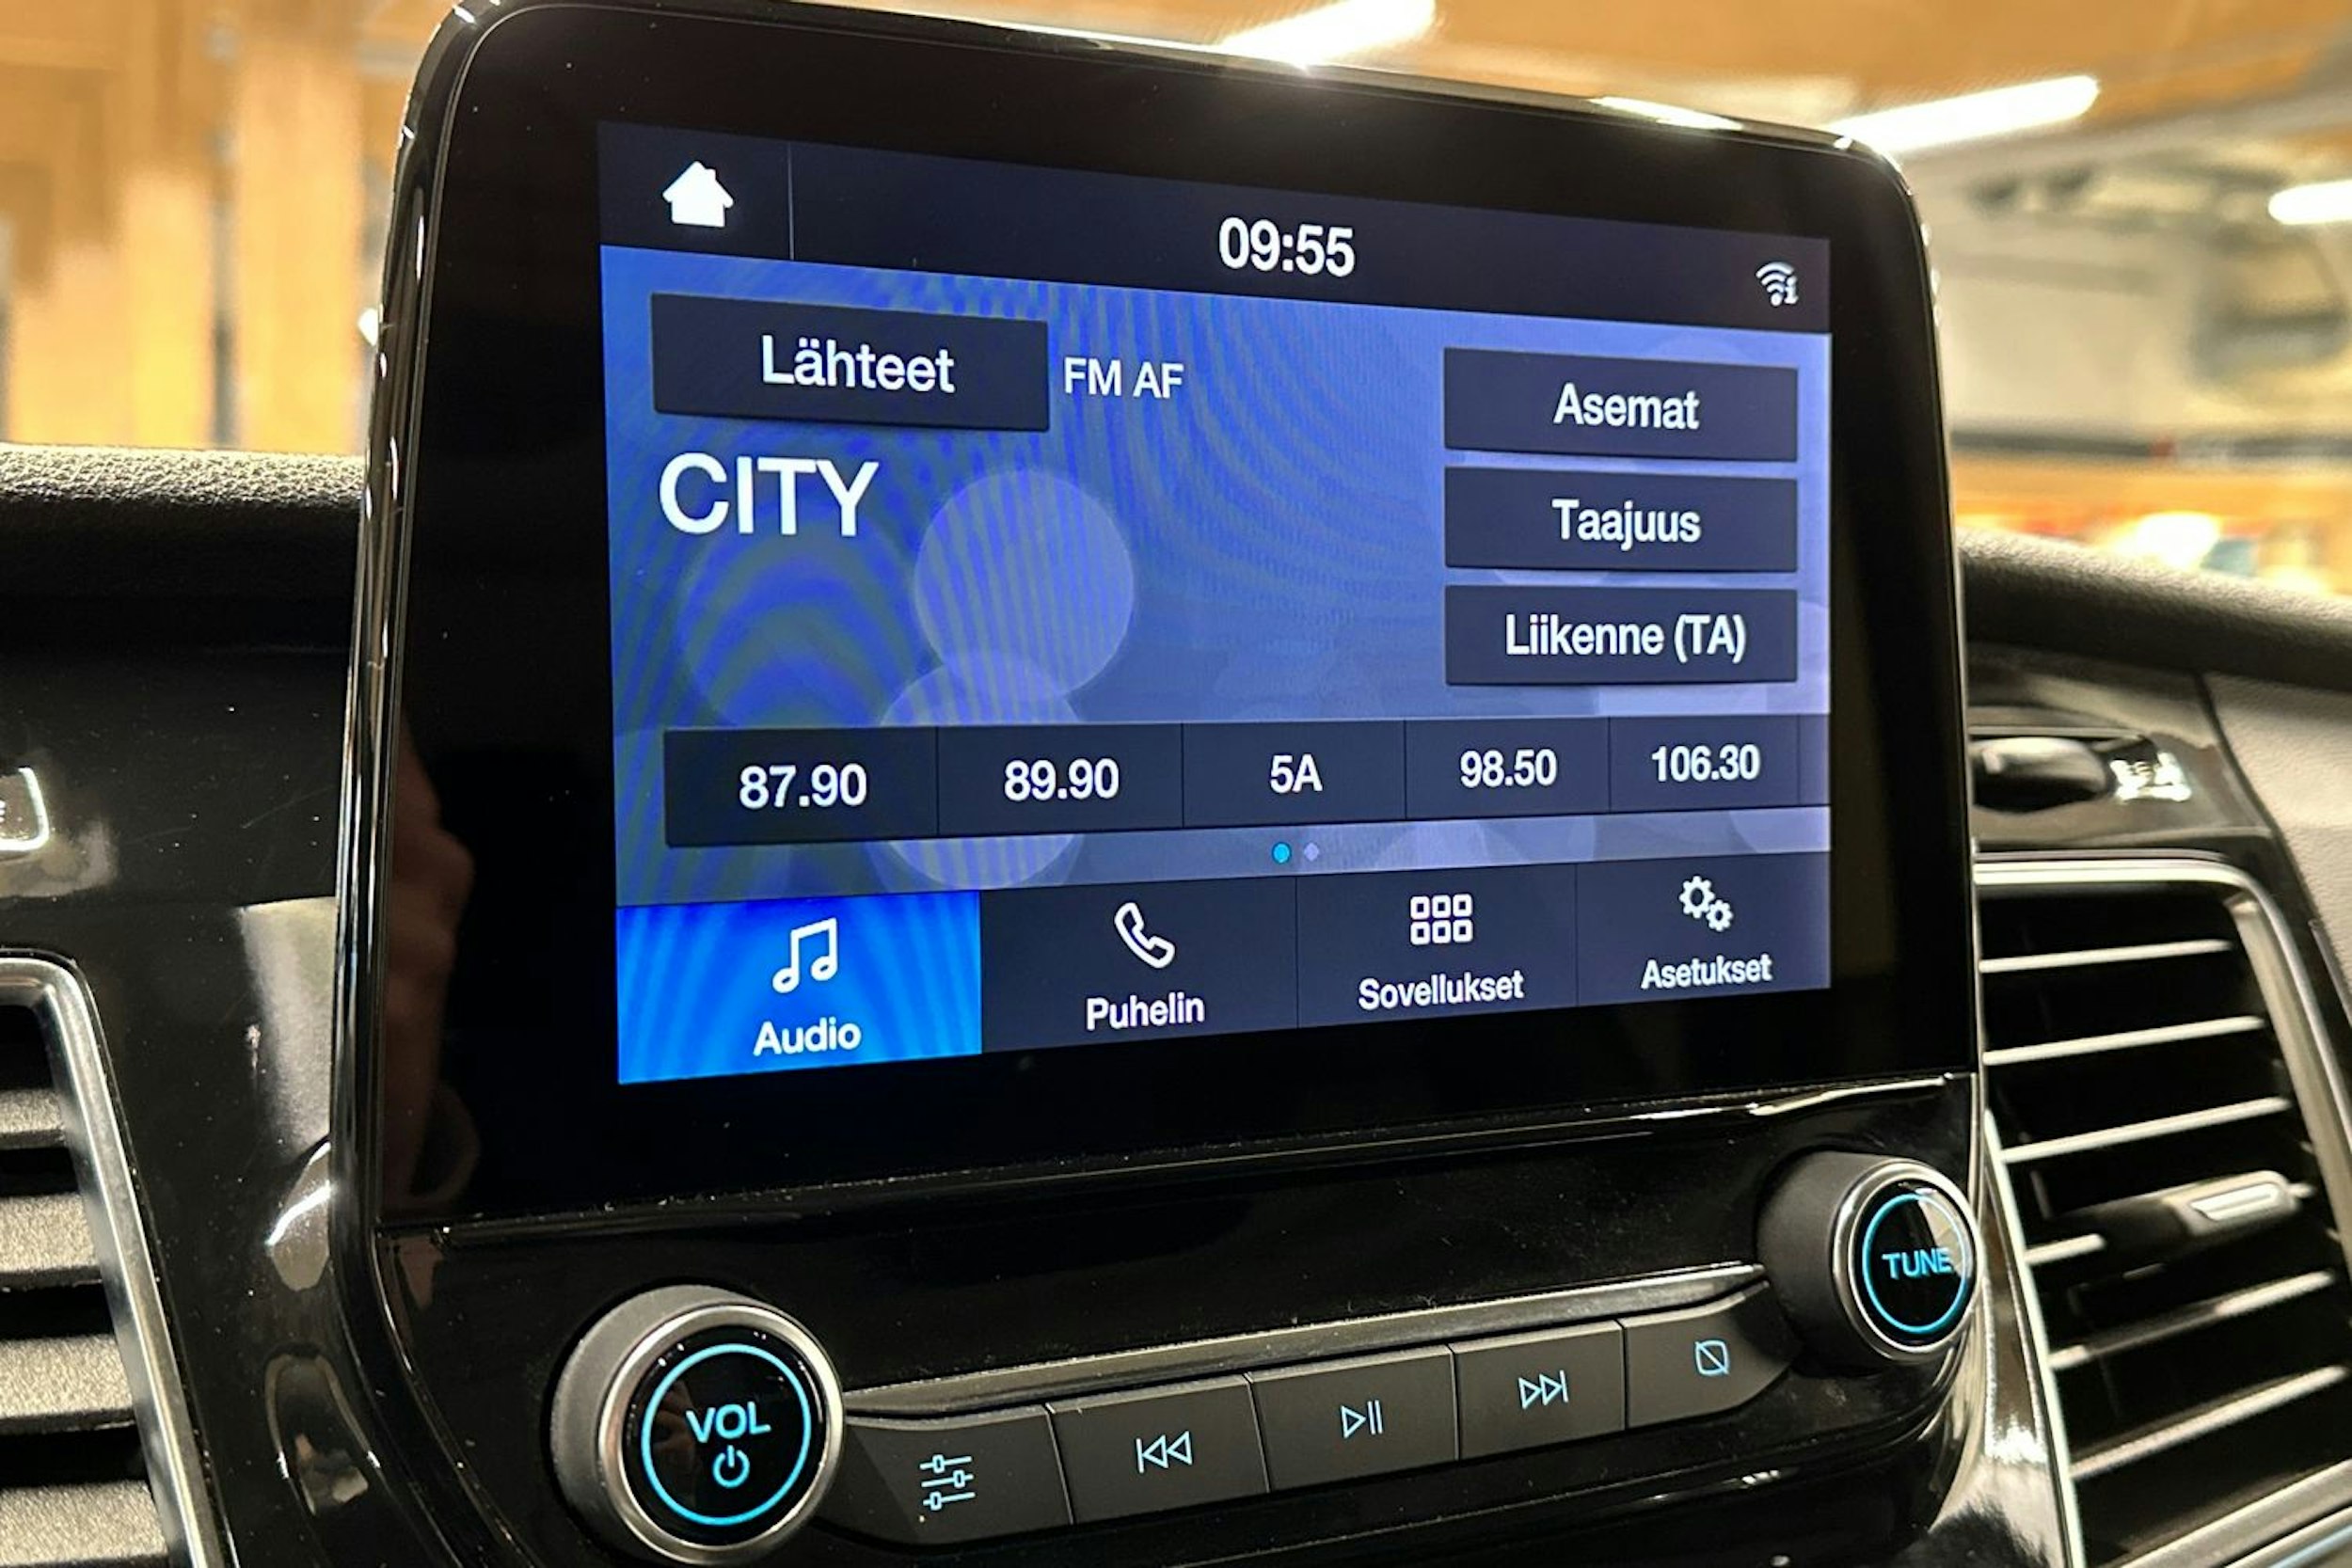 09:55
Lähteet
FM AF
Asemat
CITY
Taajuus
Liikenne (TA)
87.90
89.90
5A
98.50
106.30
Audio
Puhelin
Sovellukset
Asetukset
TUNE
VOL